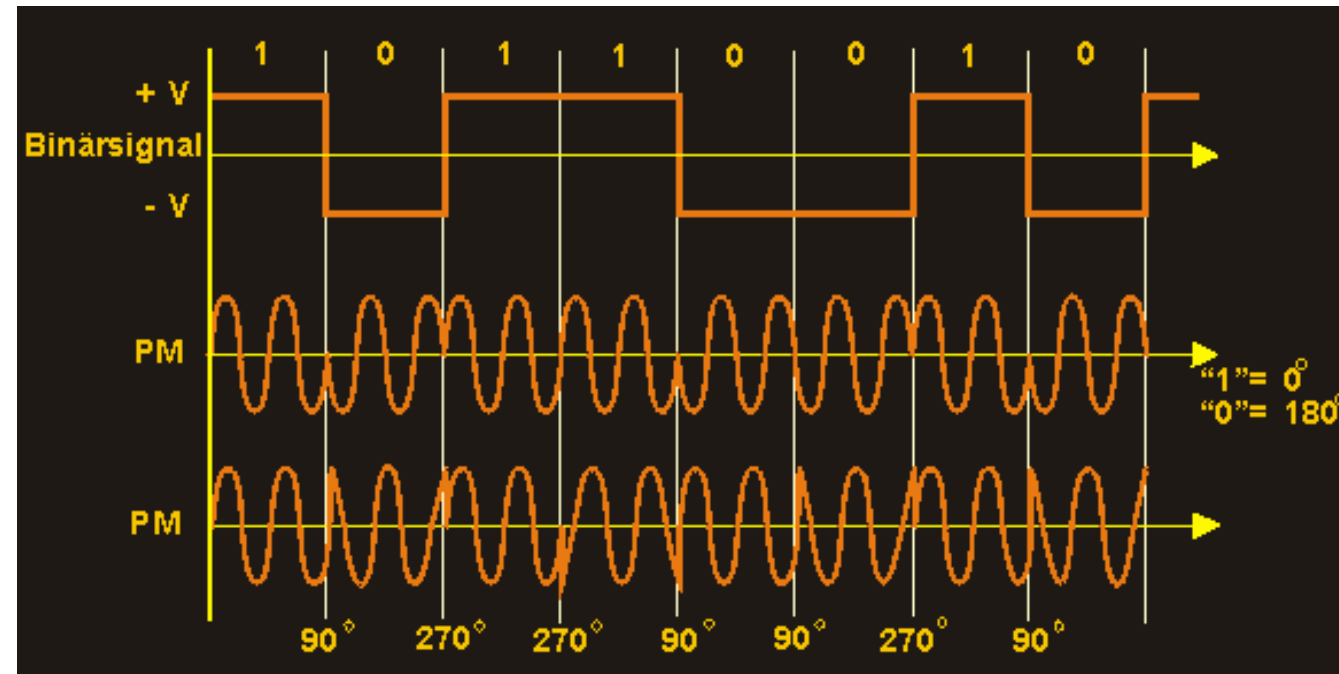 1 0 1 1 0 0 1 0
+ V
Binärsignal
- V
PM
“1”= 0°
“0”= 180°
PM
90° 270° 270° 90° 90° 270° 90°